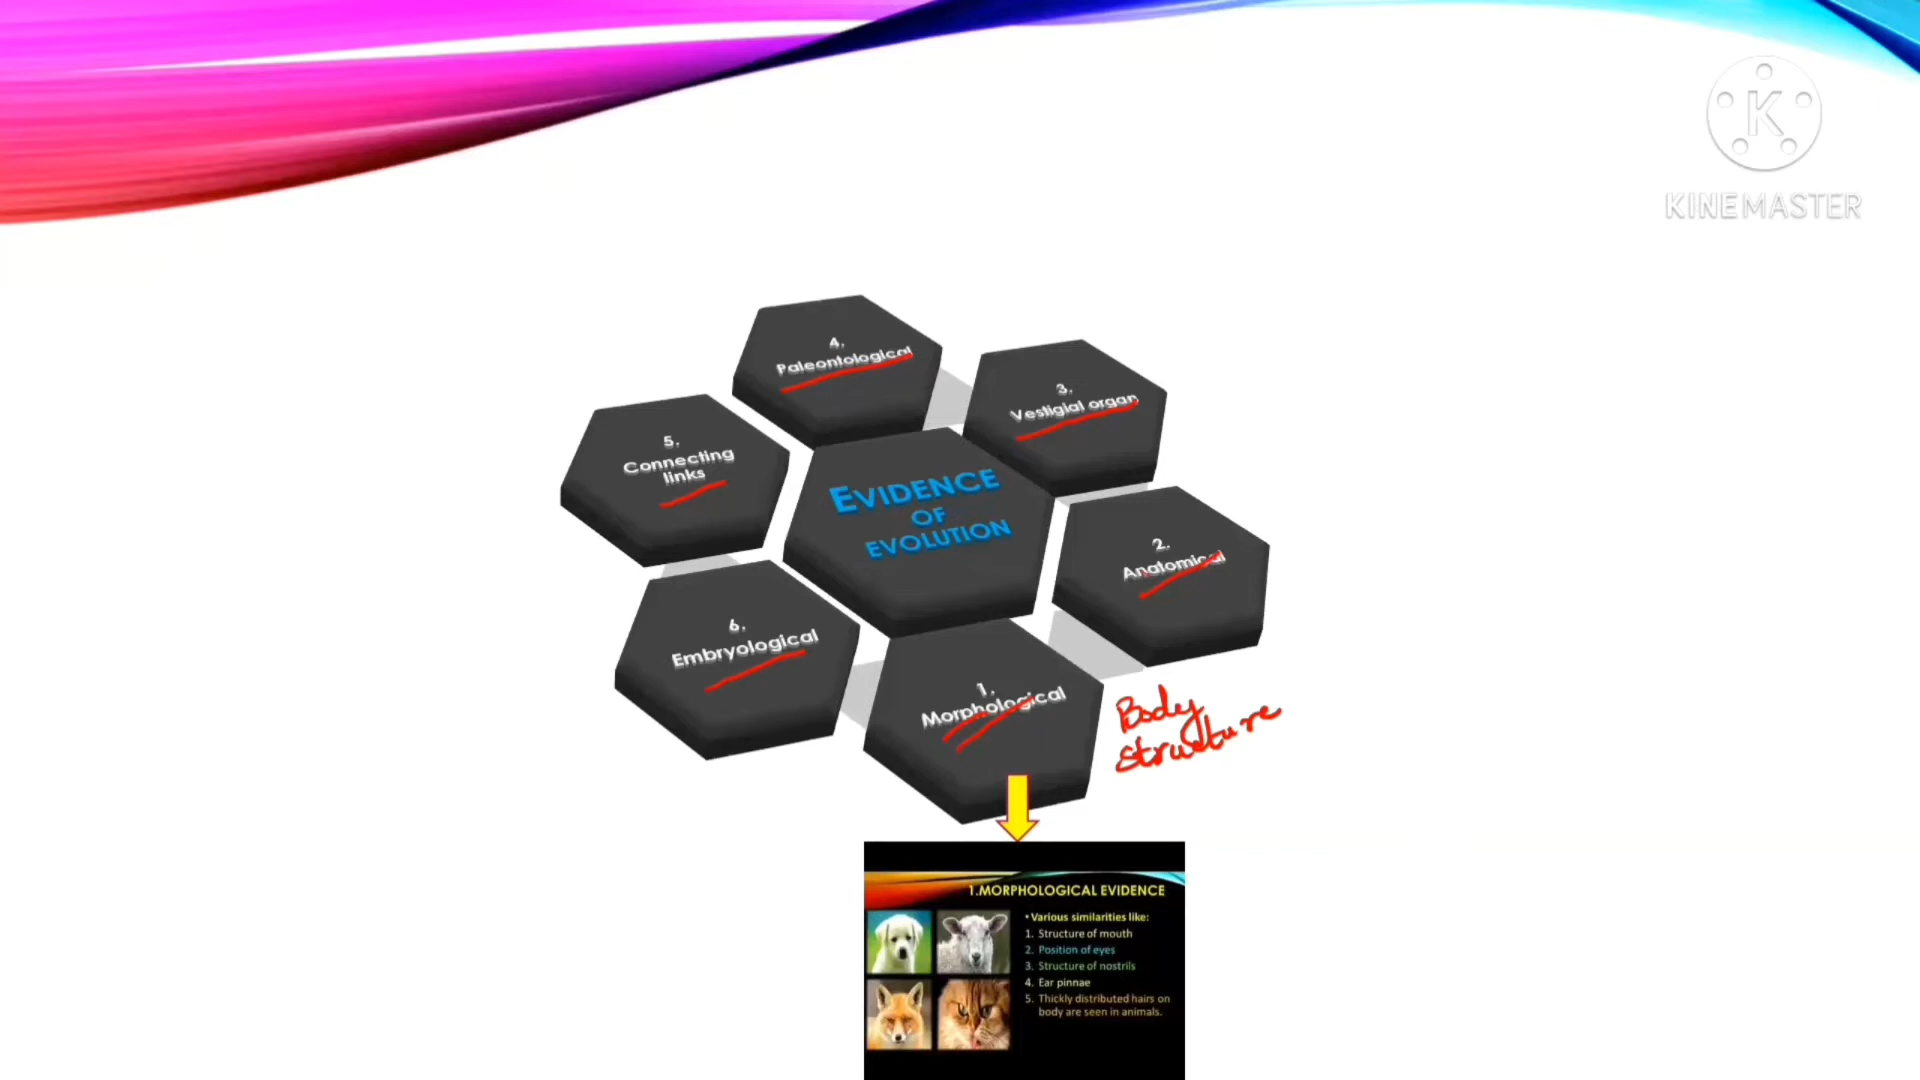 K
KINEMASTER
4.
Paleontological
3.
Vestigial organ
5.
Connecting
links
EVIDENCE
OF
EVOLUTION
2.
Anatomical
6.
Embryological
1.
Morphological
Body
structure
1.MORPHOLOGICAL EVIDENCE
• Various similarities like:
1. Structure of mouth
2. Position of eyes
3. Structure of nostrils
4. Ear pinnae
5. Thickly distributed hairs on
body are seen in animals.